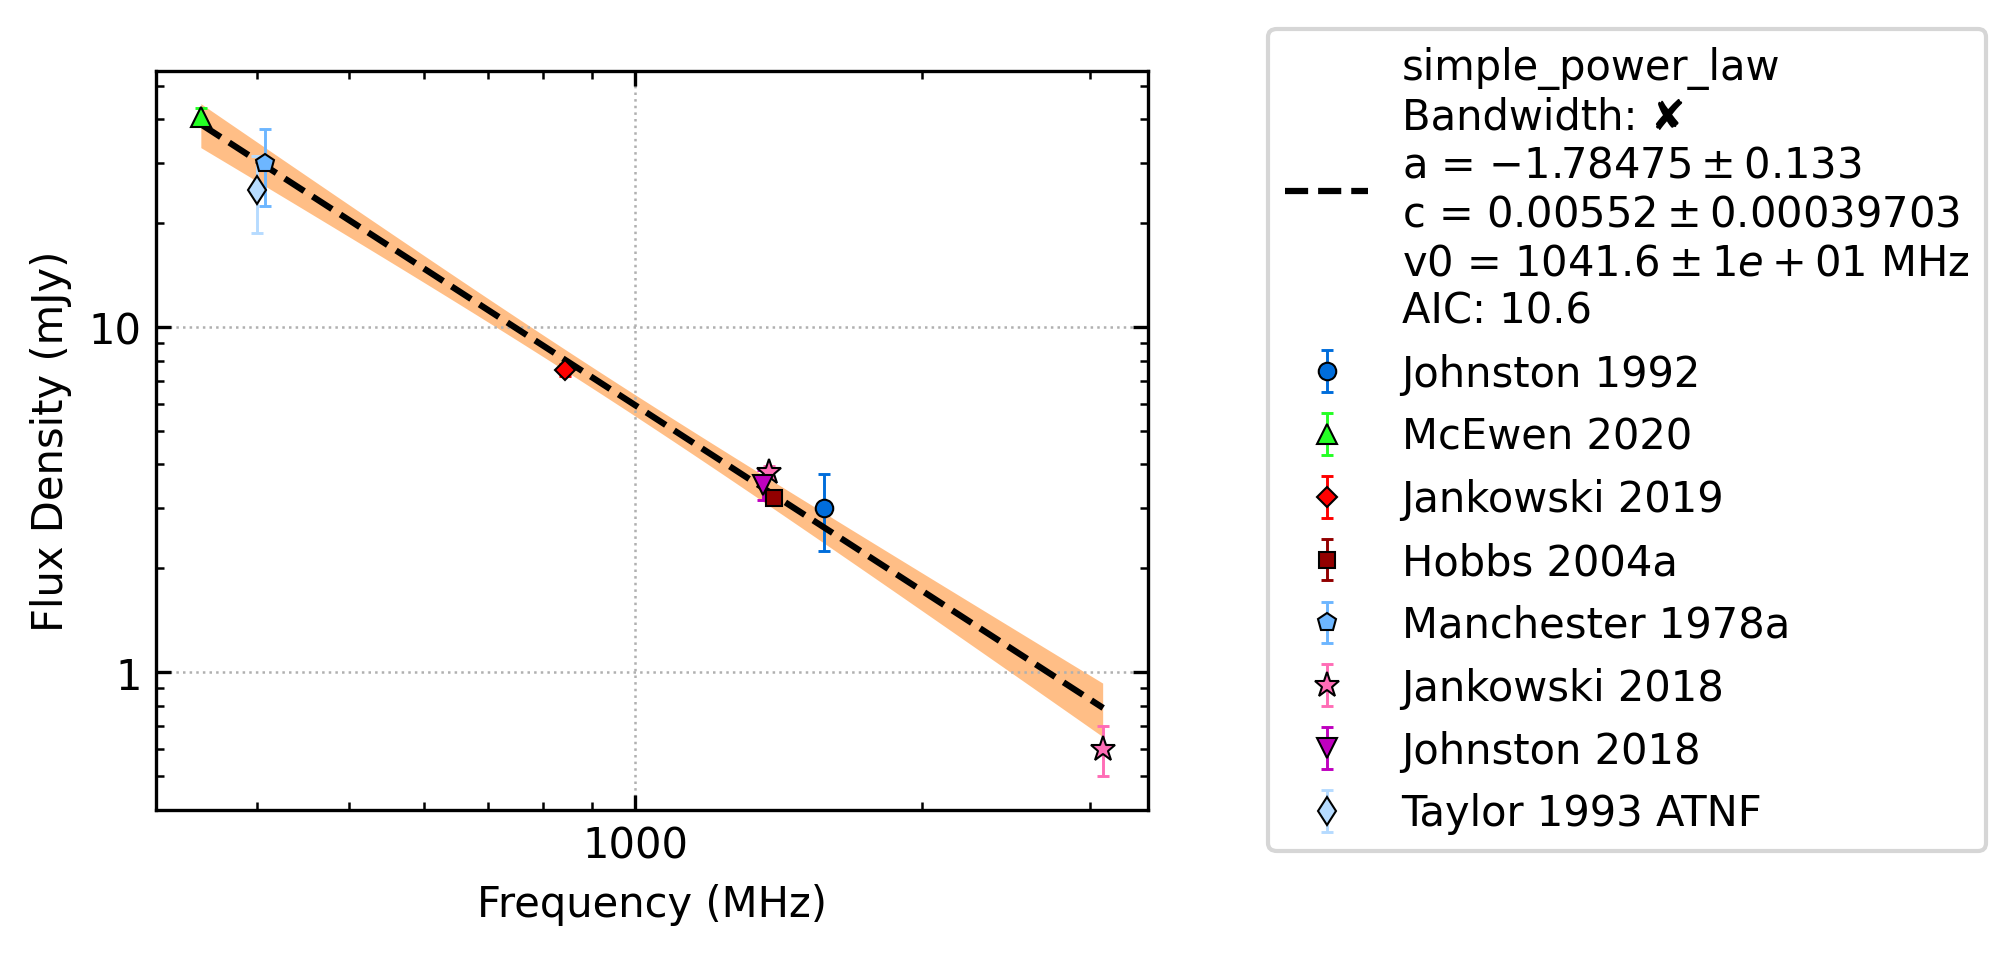 Flux Density (mJy)
10
1
1000
Frequency (MHz)
simple_power_law
Bandwidth: ✘
a = −1.78475 ± 0.133
c = 0.00552 ± 0.00039703
v0 = 1041.6 ± 1e + 01 MHz
AIC: 10.6
Johnston 1992
McEwen 2020
Jankowski 2019
Hobbs 2004a
Manchester 1978a
Jankowski 2018
Johnston 2018
Taylor 1993 ATNF